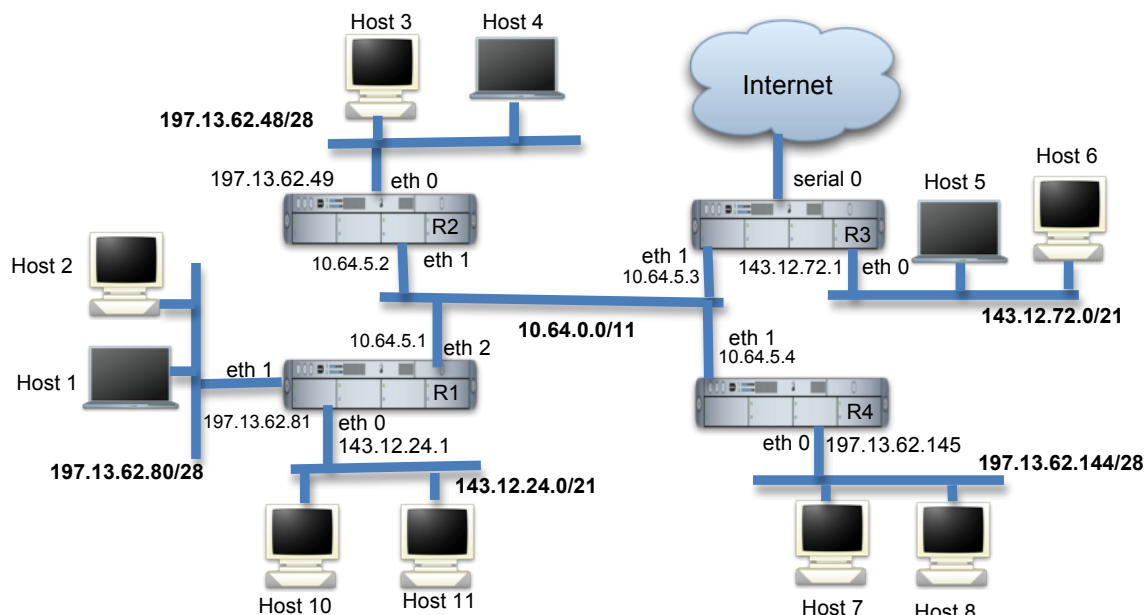 Host 3
Host 4
Internet
197.13.62.48/28
197.13.62.49
eth 0
R2
serial 0
Host 5
Host 6
R3
Host 2
10.64.5.2
eth 1
eth 1
10.64.5.3
143.12.72.1
eth 0
143.12.72.0/21
10.64.0.0/11
10.64.5.1
eth 2
eth 1
10.64.5.4
Host 1
eth 1
R1
R4
197.13.62.81
eth 0
143.12.24.1
eth 0
197.13.62.145
197.13.62.80/28
143.12.24.0/21
197.13.62.144/28
Host 10
Host 11
Host 7
Host 8